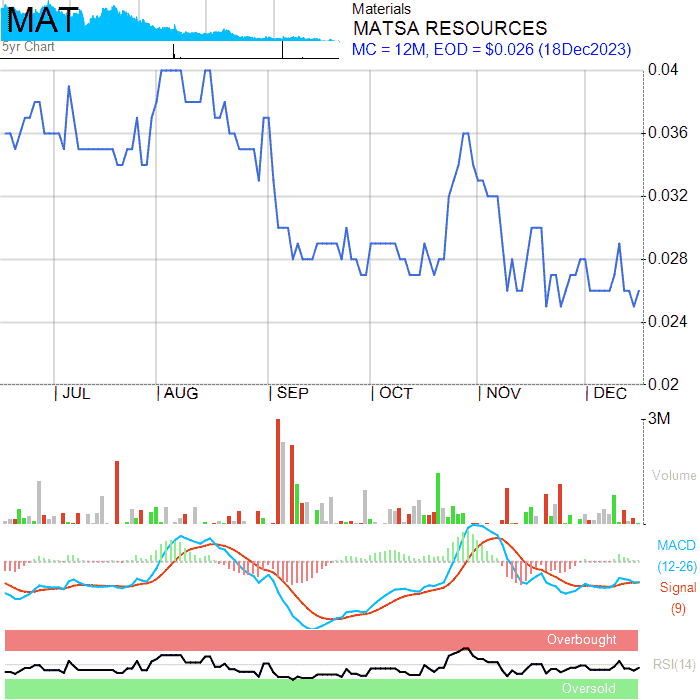 MAT
5yr Chart
Materials
MATSA RESOURCES
MC = 12M, EOD = $0.026 (18Dec2023)
0.04
0.036
0.032
0.028
0.024
0.02
JUL AUG SEP OCT NOV DEC
3M
Volume
MACD
(12-26)
Signal
(9)
Overbought
RSI(14)
Oversold